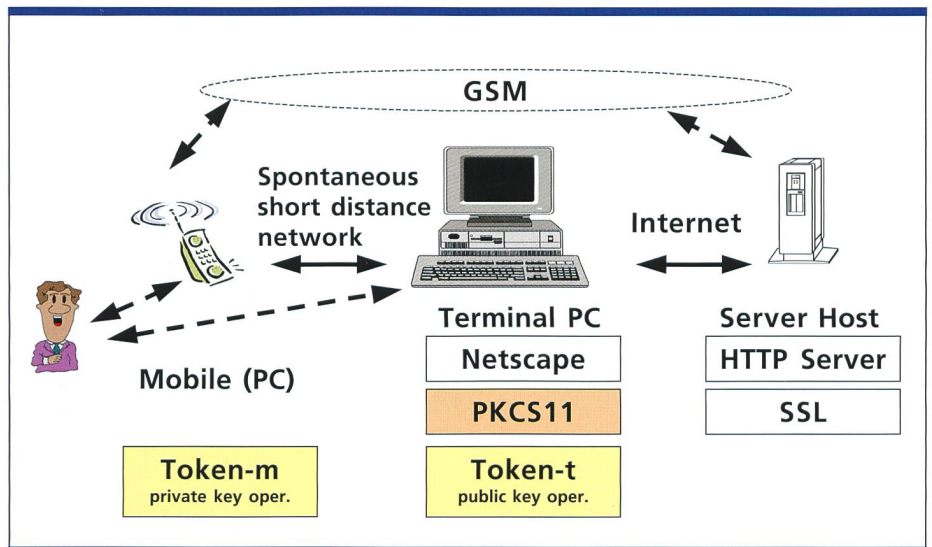 GSM
Spontaneous
short distance
network
Internet
Terminal PC
Server Host
Netscape
HTTP Server
Mobile (PC)
PKCS11
SSL
Token-m
private key oper.
Token-t
public key oper.